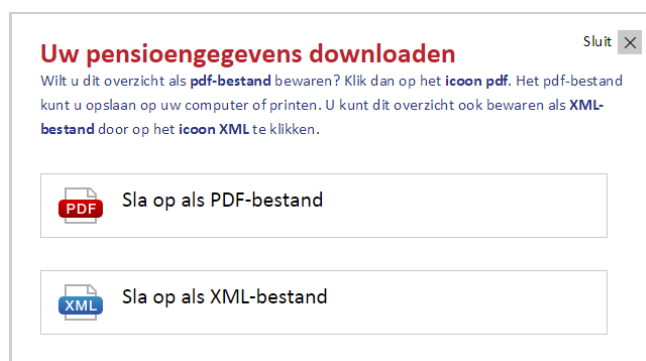 Sluit
Uw pensioengegevens downloaden
Wilt u dit overzicht als pdf-bestand bewaren? Klik dan op het icoon pdf. Het pdf-bestand
kunt u opslaan op uw computer of printen. U kunt dit overzicht ook bewaren als XML-
bestand door op het icoon XML te klikken.
PDF Sla op als PDF-bestand
XML Sla op als XML-bestand